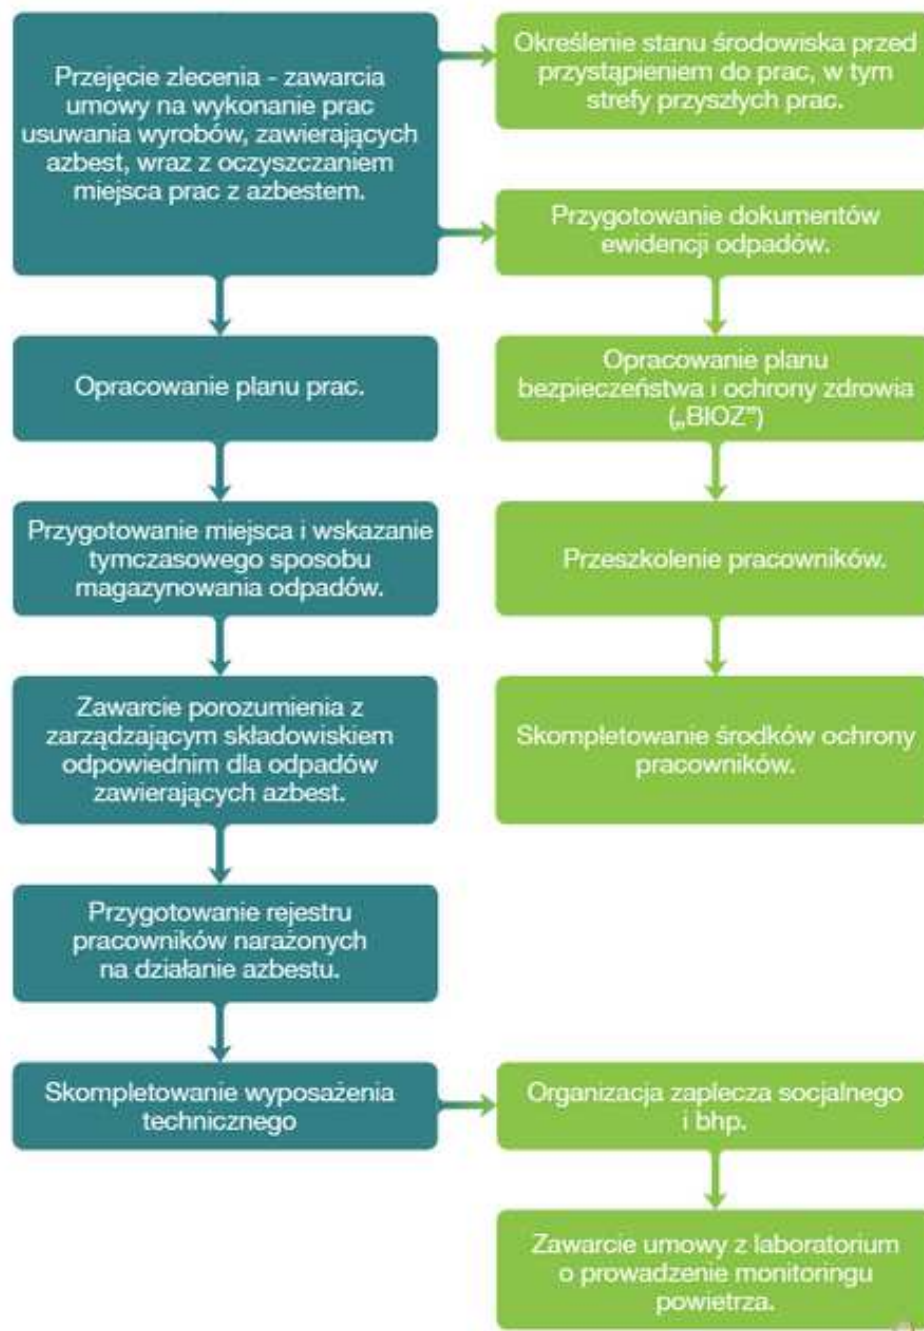 Przejęcie zlecenia - zawarcia
umowy na wykonanie prac
usuwania wyrobów, zawierających
azbest, wraz z oczyszczaniem
miejsca prac z azbestem.
Określenie stanu środowiska przed
przystąpieniem do prac, w tym
strefy przyszłych prac.
Przygotowanie dokumentów
ewidencji odpadów.
Opracowanie planu prac.
Opracowanie planu
bezpieczeństwa i ochrony zdrowia
(„BIOZ”)
Przygotowanie miejsca i wskazanie
tymczasowego sposobu
magazynowania odpadów.
Przeszkolenie pracowników.
Zawarcie porozumienia z
zarządzającym składowiskiem
odpowiednim dla odpadów
zawierających azbest.
Skompletowanie środków ochrony
pracowników.
Przygotowanie rejestru
pracowników narażonych
na działanie azbestu.
Skompletowanie wyposażenia
technicznego
Organizacja zaplecza socjalnego
i bhp.
Zawarcie umowy z laboratorium
o prowadzenie monitoringu
powietrza.